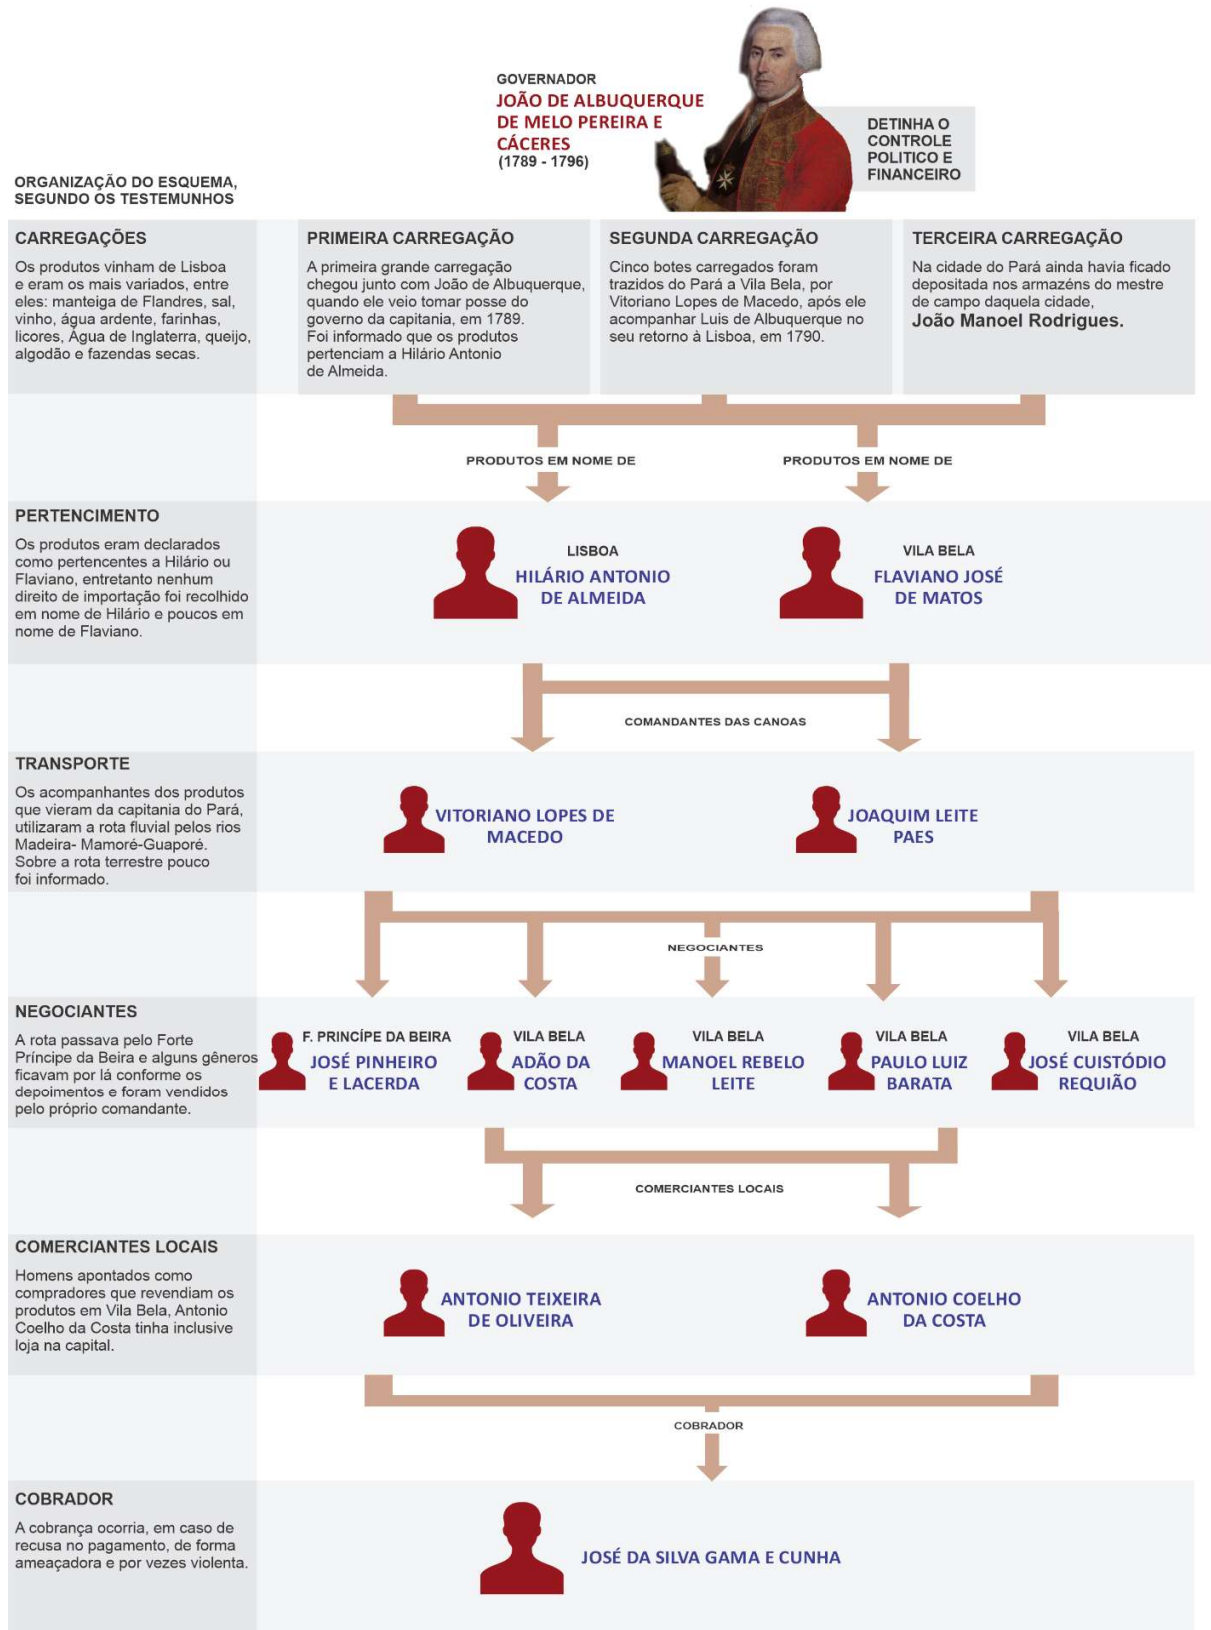 GOVERNADOR
JOÃO DE ALBUQUERQUE
DE MELO PEREIRA E
CÁCERES
(1789 - 1796)
DETINHA O
CONTROLE
POLITICO E
FINANCEIRO
ORGANIZAÇÃO DO ESQUEMA,
SEGUNDO OS TESTEMUNHOS
CARREGAÇÕES
Os produtos vinham de Lisboa
e eram os mais variados, entre
eles: manteiga de Flandres, sal,
vinho, água ardente, farinhas,
licores, Água de Inglaterra, queijo,
algodão e fazendas secas.
PRIMEIRA CARREGAÇÃO
A primeira grande carregação
chegou junto com João de Albuquerque,
quando ele veio tomar posse do
governo da capitania, em 1789.
Foi informado que os produtos
pertenciam a Hilário Antonio
de Almeida.
SEGUNDA CARREGAÇÃO
Cinco botes carregados foram
trazidos do Pará a Vila Bela, por
Vitoriano Lopes de Macedo, após ele
acompanhar Luis de Albuquerque no
seu retorno à Lisboa, em 1790.
TERCEIRA CARREGAÇÃO
Na cidade do Pará ainda havia ficado
depositada nos armazéns do mestre
de campo daquela cidade,
João Manoel Rodrigues.
PRODUTOS EM NOME DE
PRODUTOS EM NOME DE
PERTENCIMENTO
Os produtos eram declarados
como pertencentes a Hilário ou
Flaviano, entretanto nenhum
direito de importação foi recolhido
em nome de Hilário e poucos em
nome de Flaviano.
LISBOA
HILÁRIO ANTONIO
DE ALMEIDA
VILA BELA
FLAVIANO JOSÉ
DE MATOS
COMANDANTES DAS CANOAS
TRANSPORTE
Os acompanhantes dos produtos
que vieram da capitania do Pará,
utilizaram a rota fluvial pelos rios
Madeira- Mamoré-Guaporé.
Sobre a rota terrestre pouco
foi informado.
VITORIANO LOPES DE
MACEDO
JOAQUIM LEITE
PAES
NEGOCIANTES
NEGOCIANTES
A rota passava pelo Forte
Príncipe da Beira e alguns gêneros
ficavam por lá conforme os
depoimentos e foram vendidos
pelo próprio comandante.
F. PRINCÍPE DA BEIRA
JOSÉ PINHEIRO
E LACERDA
VILA BELA
ADÃO DA
COSTA
VILA BELA
MANOEL REBELO
LEITE
VILA BELA
PAULO LUIZ
BARATA
VILA BELA
JOSÉ CUISTÓDIO
REQUIÃO
COMERCIANTES LOCAIS
COMERCIANTES LOCAIS
Homens apontados como
compradores que revendiam os
produtos em Vila Bela, Antonio
Coelho da Costa tinha inclusive
loja na capital.
ANTONIO TEIXEIRA
DE OLIVEIRA
ANTONIO COELHO
DA COSTA
COBRADOR
COBRADOR
A cobrança ocorria, em caso de
recusa no pagamento, de forma
ameaçadora e por vezes violenta.
JOSÉ DA SILVA GAMA E CUNHA